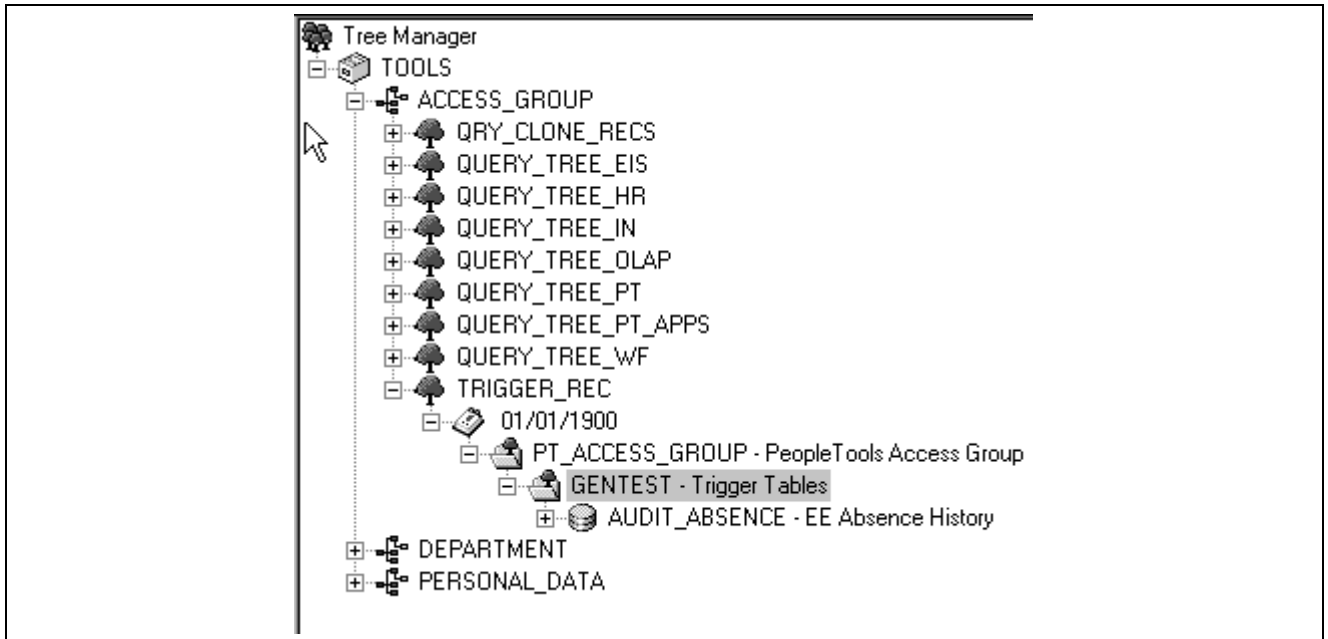 Tree Manager
TOOLS
ACCESS_GROUP
QRY_CLONE_RECS
QUERY_TREE_EIS
QUERY_TREE_HR
QUERY_TREE_IN
QUERY_TREE_OLAP
QUERY_TREE_PT
QUERY_TREE_PT_APPS
QUERY_TREE_WF
TRIGGER_REC
01/01/1900
PT_ACCESS_GROUP - PeopleTools Access Group
GENTEST - Trigger Tables
AUDIT_ABSENCE - EE Absence History
DEPARTMENT
PERSONAL_DATA